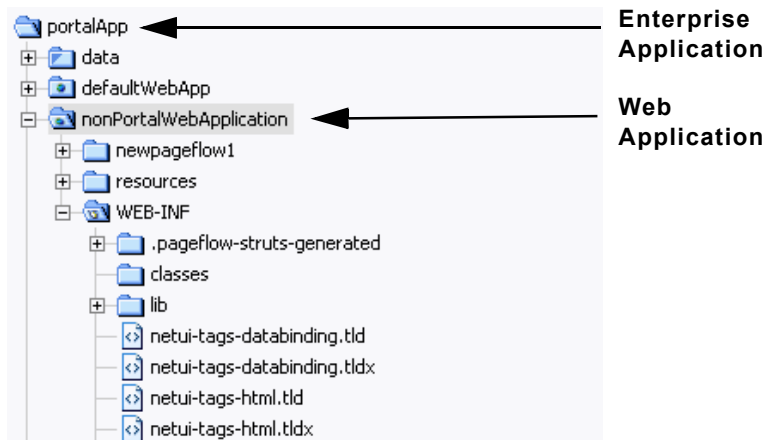 portalApp
Enterprise
Application
data
defaultWebApp
nonPortalWebApplication
Web
Application
newpageflow1
resources
WEB-INF
.pageflow-struts-generated
classes
lib
netui-tags-databinding.tld
netui-tags-databinding.tldx
netui-tags-html.tld
netui-tags-html.tldx